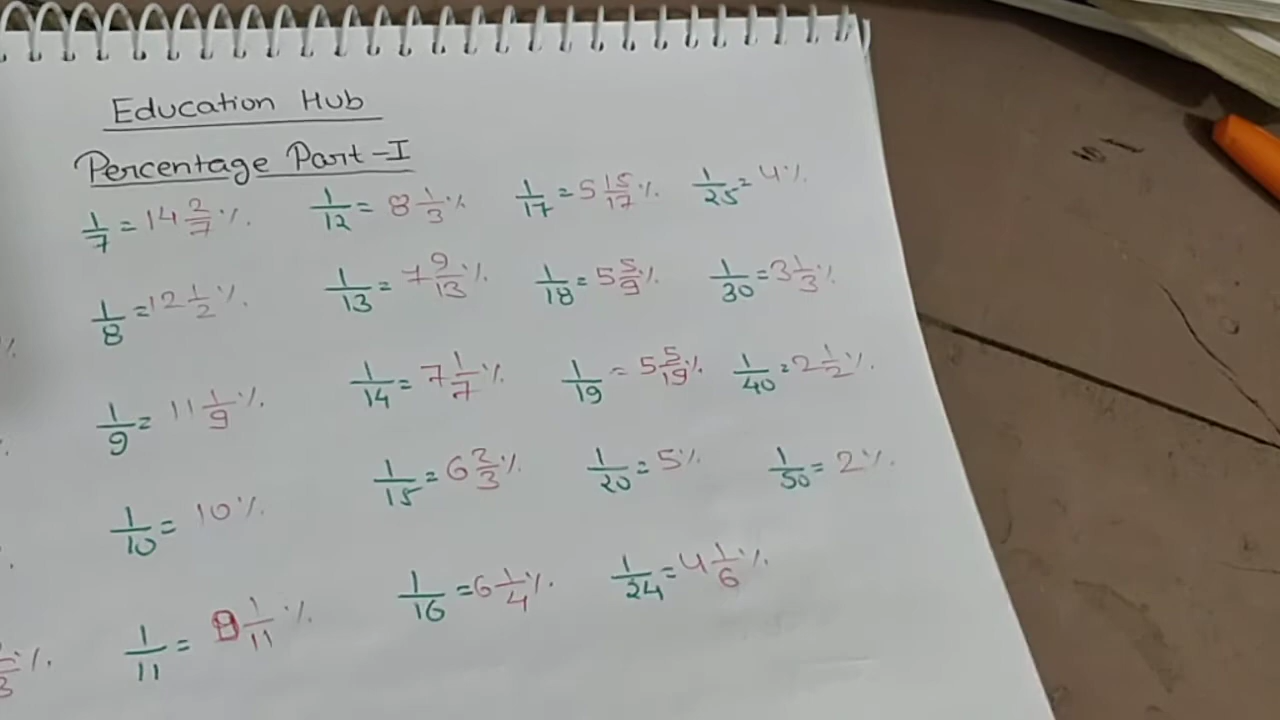 Education Hub
Percentage Part-I
1/7 = 14 2/7 %
1/8 = 12 1/2 %
1/9 = 11 1/9 %
1/10 = 10 %
1/11 = 9 1/11 %
1/12 = 8 1/3 %
1/13 = 7 9/13 %
1/14 = 7 1/7 %
1/15 = 6 2/3 %
1/16 = 6 1/4 %
1/17 = 5 15/17 %
1/18 = 5 5/9 %
1/19 = 5 5/19 %
1/20 = 5 %
1/24 = 4 1/6 %
1/25 = 4 %
1/30 = 3 1/3 %
1/40 = 2 1/2 %
1/50 = 2 %